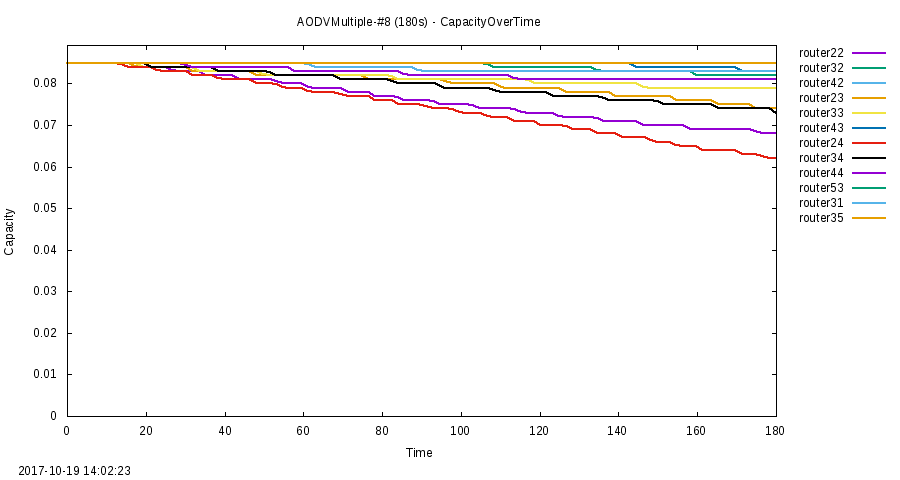 AODVMultiple-#8 (180s) - CapacityOverTime
router22
router32
router42
router23
router33
router43
router24
router34
router44
router53
router31
router35
0.08
0.07
0.06
0.05
0.04
0.03
0.02
0.01
0
Capacity
0 20 40 60 80 100 120 140 160 180
Time
2017-10-19 14:02:23